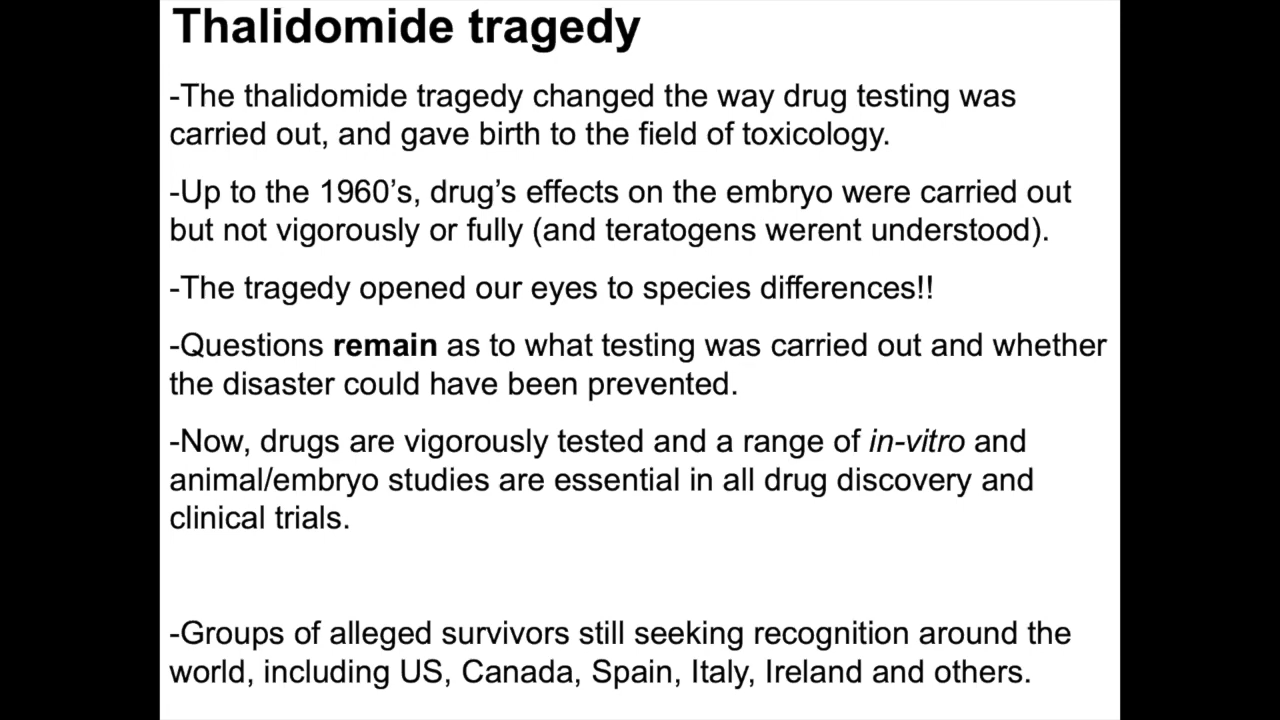 Thalidomide tragedy
-The thalidomide tragedy changed the way drug testing was
carried out, and gave birth to the field of toxicology.
-Up to the 1960’s, drug’s effects on the embryo were carried out
but not vigorously or fully (and teratogens werent understood).
-The tragedy opened our eyes to species differences!!
-Questions remain as to what testing was carried out and whether
the disaster could have been prevented.
-Now, drugs are vigorously tested and a range of in-vitro and
animal/embryo studies are essential in all drug discovery and
clinical trials.
-Groups of alleged survivors still seeking recognition around the
world, including US, Canada, Spain, Italy, Ireland and others.